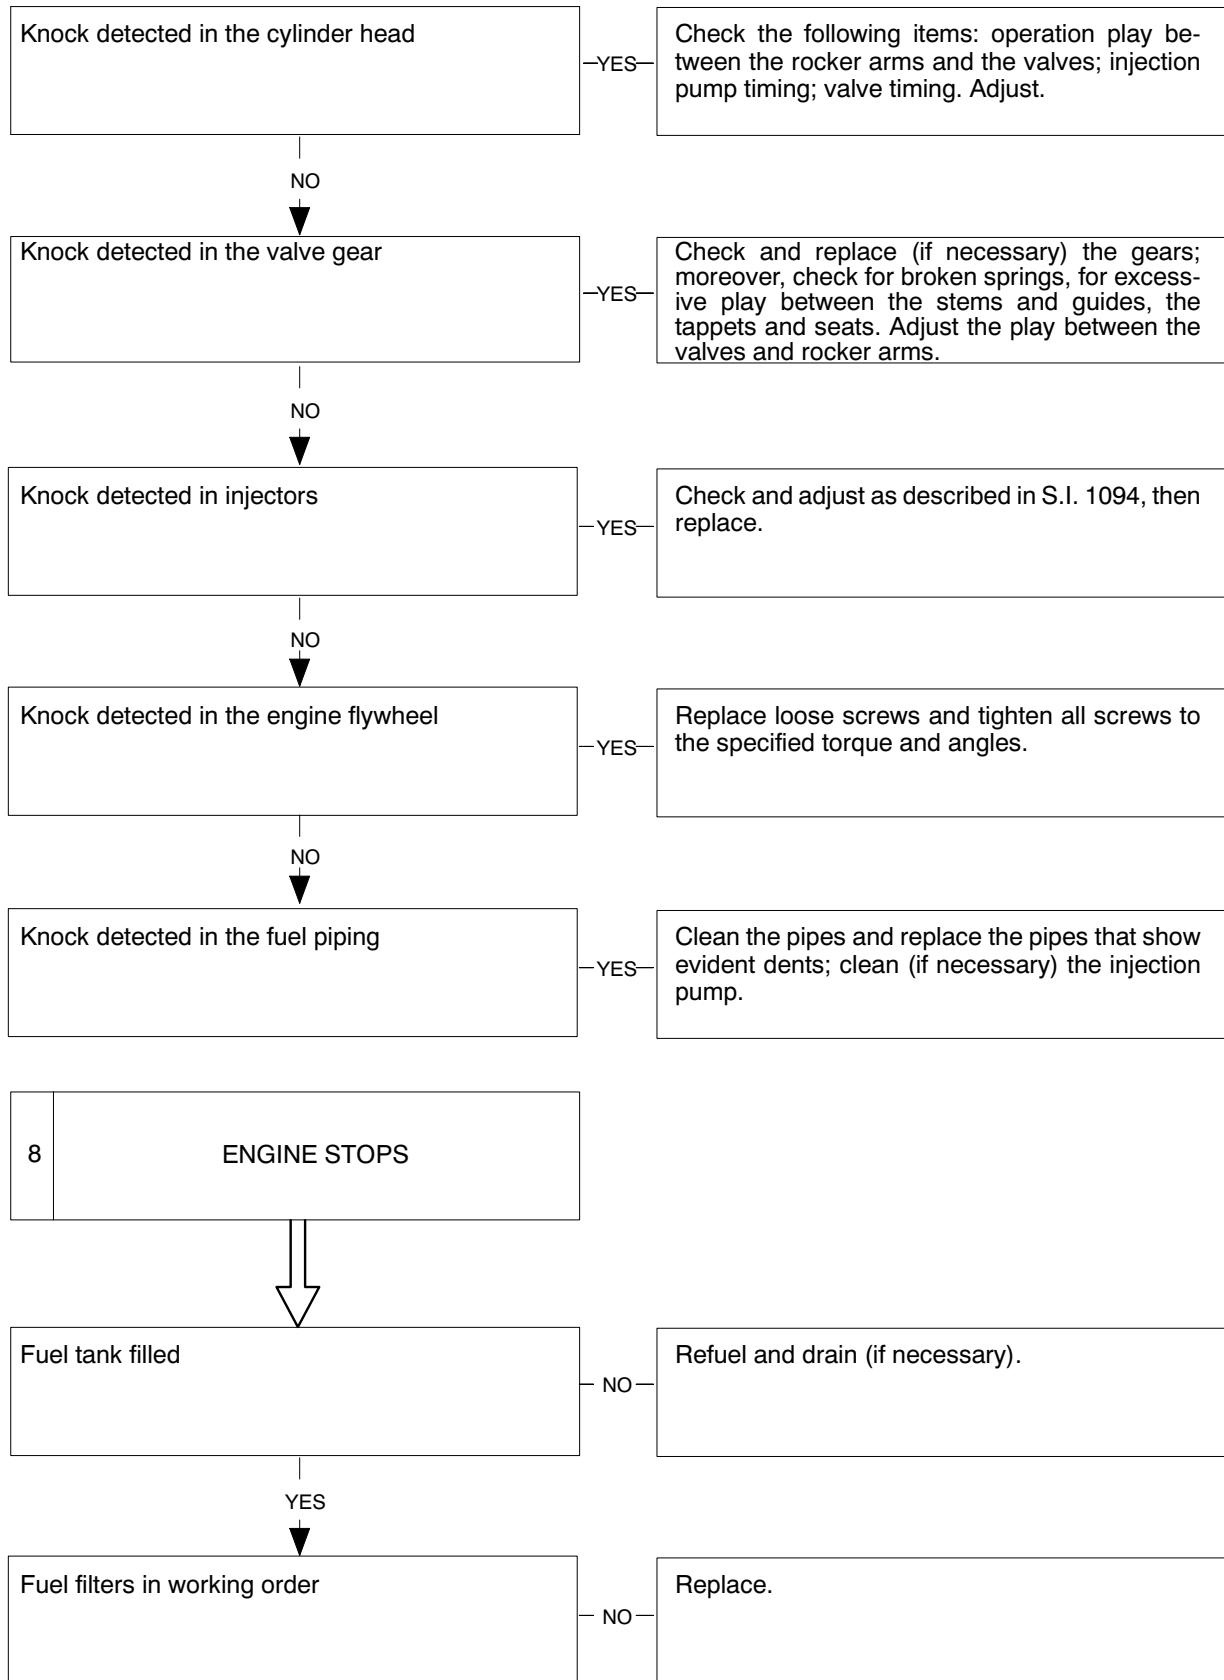 Knock detected in the cylinder head
YES
Check the following items: operation play be-
tween the rocker arms and the valves; injection
pump timing; valve timing. Adjust.
NO
Knock detected in the valve gear
YES
Check and replace (if necessary) the gears;
moreover, check for broken springs, for excess-
ive play between the stems and guides, the
tappets and seats. Adjust the play between the
valves and rocker arms.
NO
Knock detected in injectors
YES
Check and adjust as described in S.I. 1094, then
replace.
NO
Knock detected in the engine flywheel
YES
Replace loose screws and tighten all screws to
the specified torque and angles.
NO
Knock detected in the fuel piping
YES
Clean the pipes and replace the pipes that show
evident dents; clean (if necessary) the injection
pump.
8 ENGINE STOPS
Fuel tank filled
NO
Refuel and drain (if necessary).
YES
Fuel filters in working order
NO
Replace.